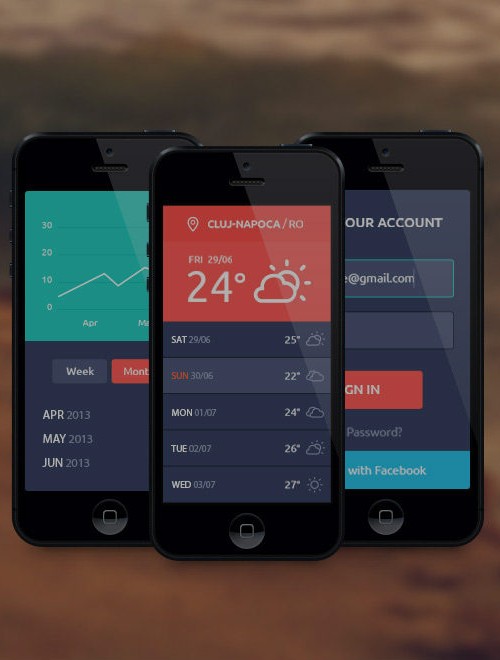 30
20
10
0
Apr
Week
Mont
APR 2013
MAY 2013
JUN 2013
CLUJ-NAPOCA / RO
FRI 29/06
24°
SAT 29/06 25°
SUN 30/06 22°
MON 01/07 24°
TUE 02/07 26°
WED 03/07 27°
OUR ACCOUNT
e@gmail.com
GN IN
Password?
with Facebook